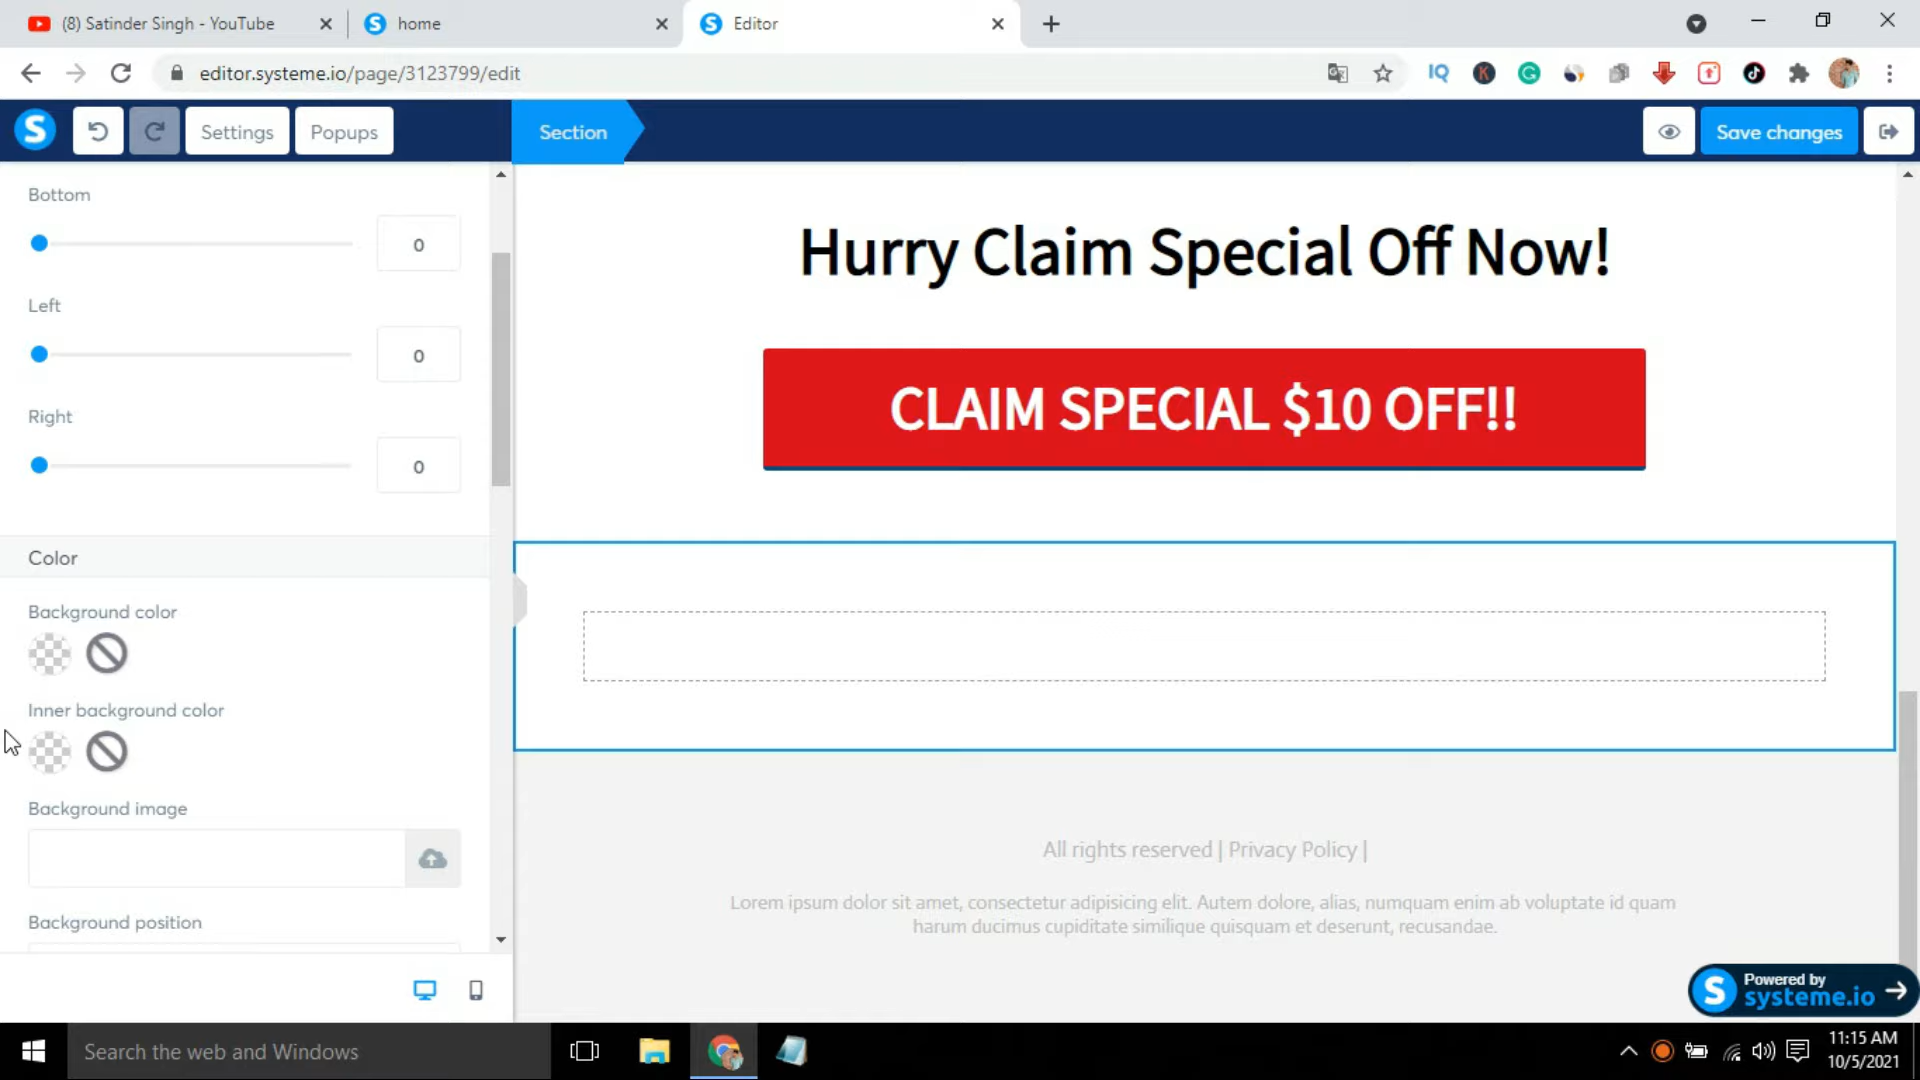 (8) Satinder Singh - YouTube
home
Editor
editor.systeme.io/page/3123799/edit
Settings
Popups
Section
Save changes
Bottom
0
Left
0
Right
0
Color
Background color
Inner background color
Background image
Background position
Hurry Claim Special Off Now!
CLAIM SPECIAL $10 OFF!!
All rights reserved | Privacy Policy |
Lorem ipsum dolor sit amet, consectetur adipisicing elit. Autem dolore, alias, numquam enim ab voluptate id quam
harum ducimus cupiditate similique quisquam et deserunt, recusandae.
Powered by
systeme.io
Search the web and Windows
11:15 AM
10/5/2021